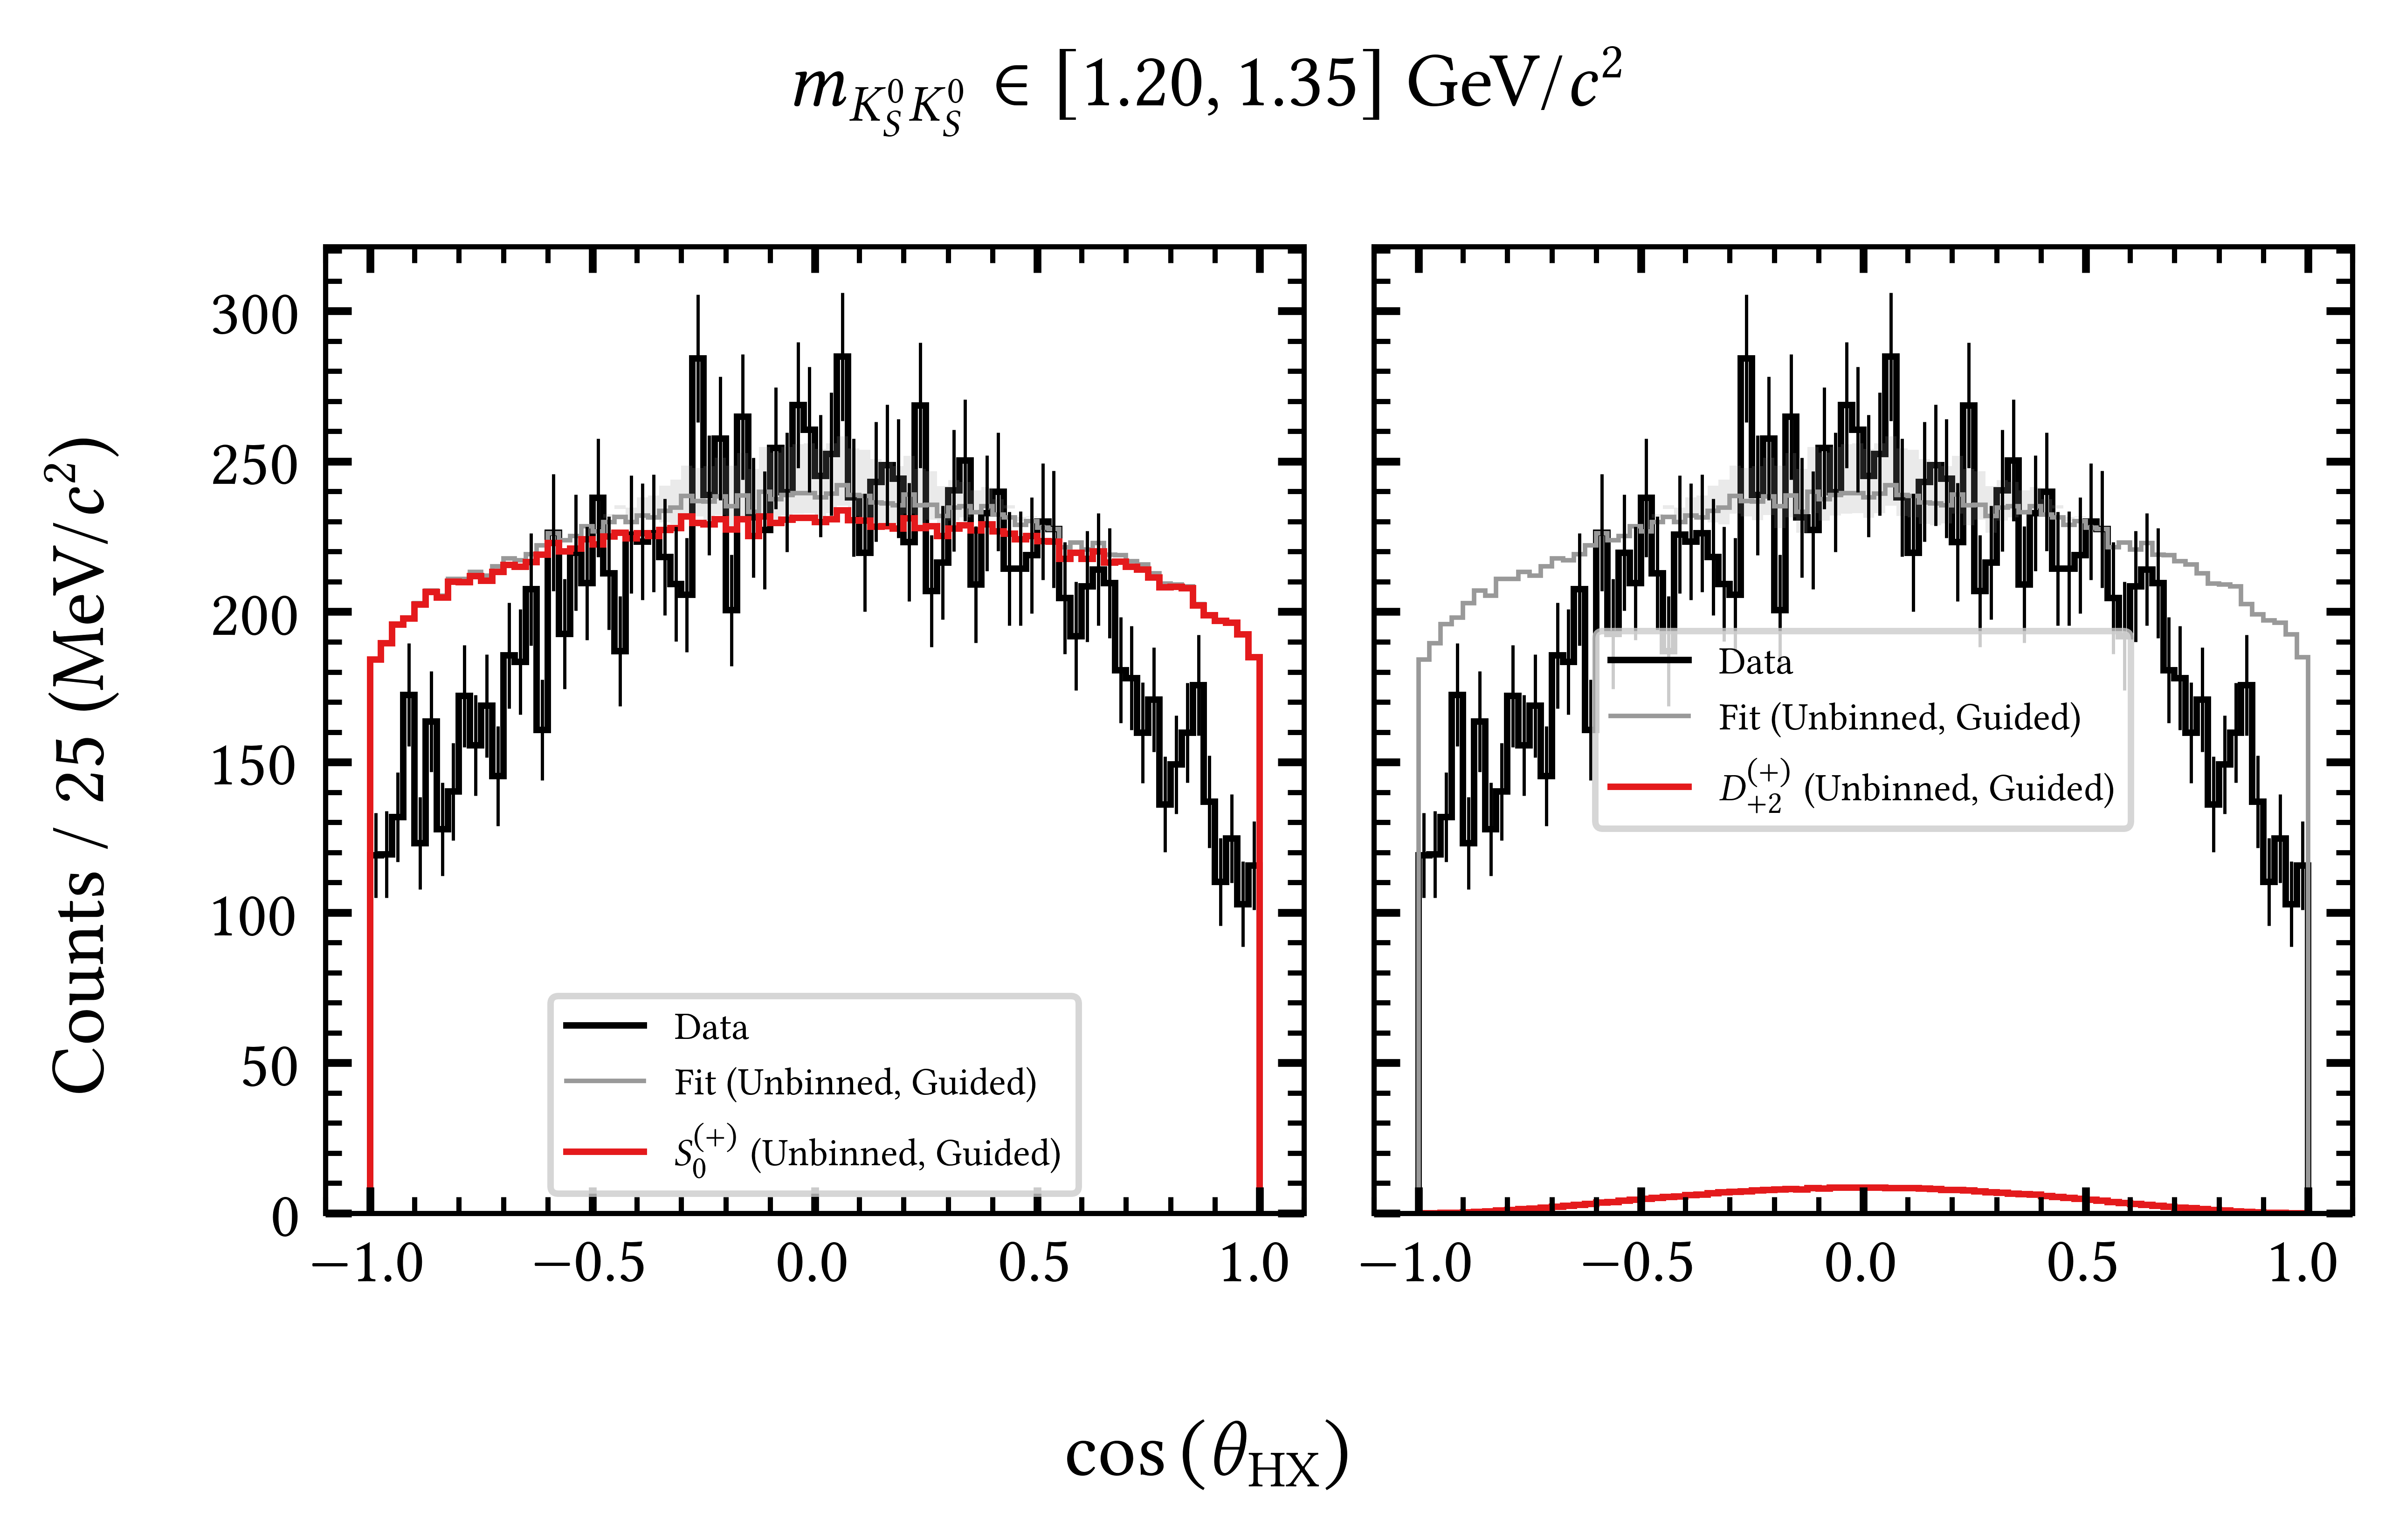 m_{K_S^0 K_S^0} ∈ [1.20, 1.35] GeV/c²
Counts / 25 (MeV/c²)
300
250
200
150
100
50
0
Data
Fit (Unbinned, Guided)
S_0^{(+)} (Unbinned, Guided)
−1.0 −0.5 0.0 0.5 1.0
Data
Fit (Unbinned, Guided)
D_{+2}^{(+)} (Unbinned, Guided)
−1.0 −0.5 0.0 0.5 1.0
cos (θ_{HX})